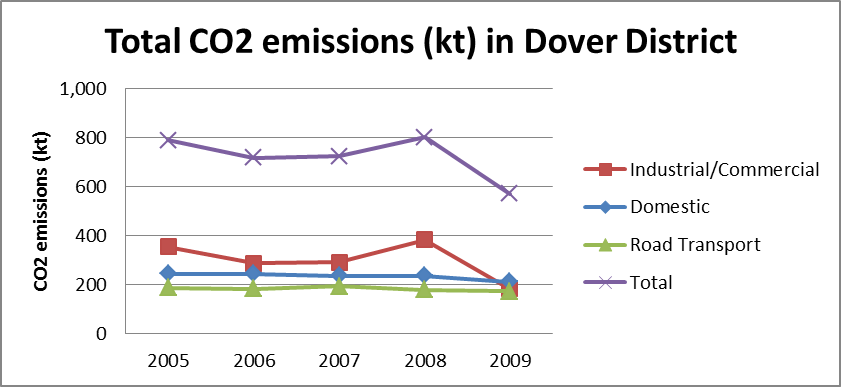 Total CO2 emissions (kt) in Dover District
CO2 emissions (kt)
1,000
800
600
400
200
0
2005 2006 2007 2008 2009
Industrial/Commercial
Domestic
Road Transport
Total